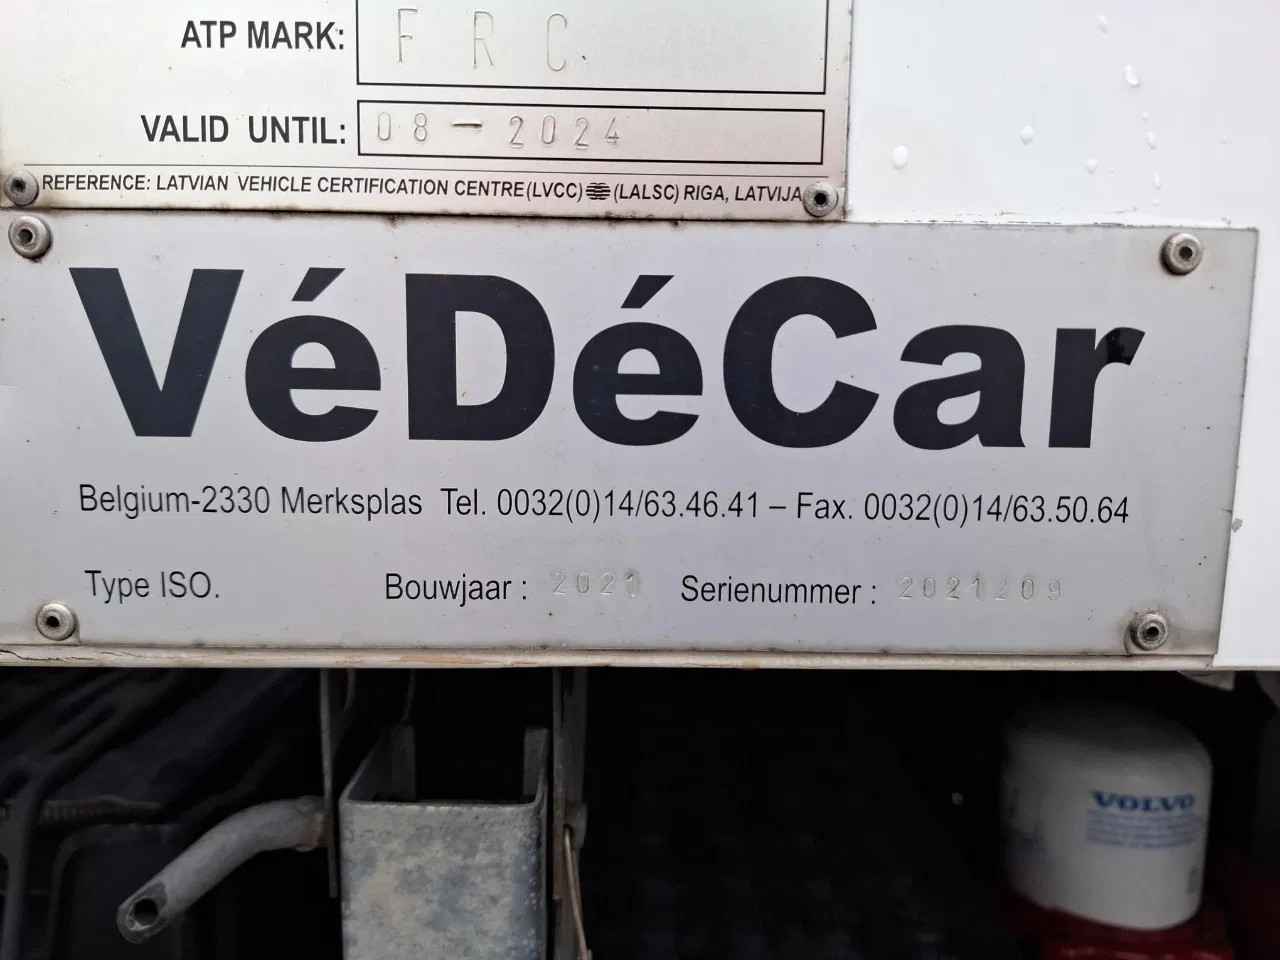 ATP MARK: FRC
VALID UNTIL: 08-2024
REFERENCE: LATVIAN VEHICLE CERTIFICATION CENTRE(LVCC) (LALSC) RIGA, LATVIJA
VéDéCar
Belgium-2330 Merksplas Tel. 0032(0)14/63.46.41 – Fax. 0032(0)14/63.50.64
Type ISO. Bouwjaar : 2021 Serienummer : 2021209
VOLVO